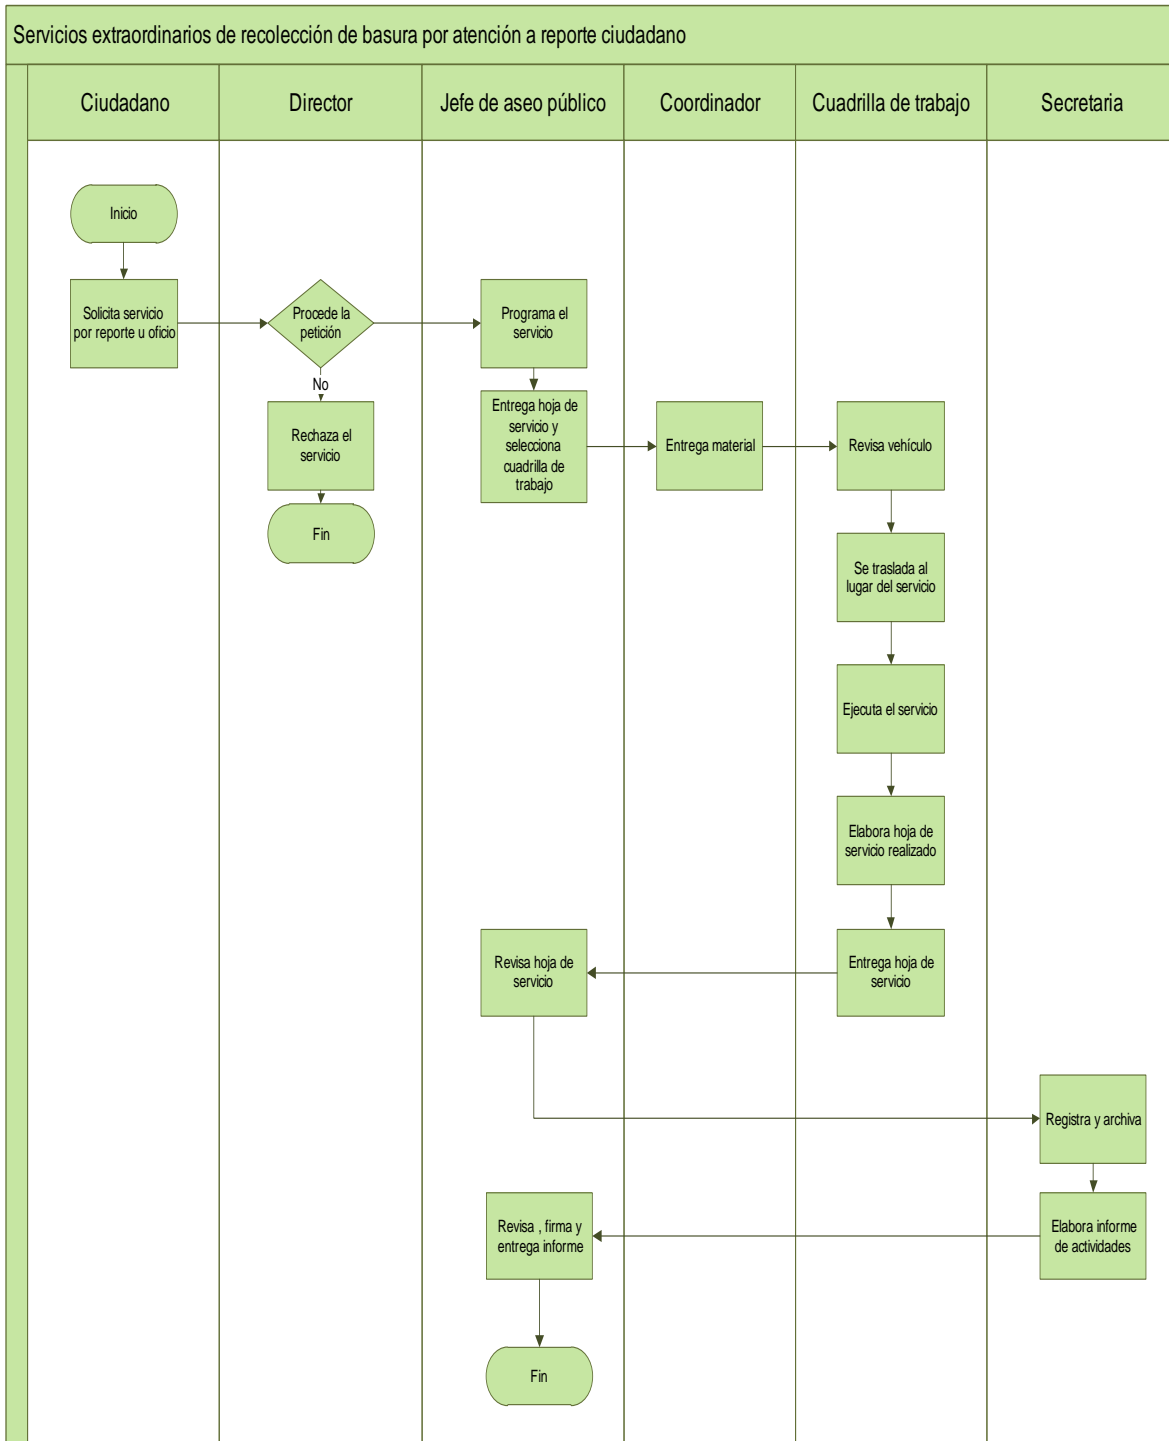 Servicios extraordinarios de recolección de basura por atención a reporte ciudadano
Ciudadano
Director
Jefe de aseo público
Coordinador
Cuadrilla de trabajo
Secretaria
Inicio
Solicita servicio
por reporte u oficio
Procede la
petición
No
Rechaza el
servicio
Fin
Programa el
servicio
Entrega hoja de
servicio y
selecciona
cuadrilla de
trabajo
Entrega material
Revisa vehículo
Se traslada al
lugar del servicio
Ejecuta el servicio
Elabora hoja de
servicio realizado
Entrega hoja de
servicio
Revisa hoja de
servicio
Registra y archiva
Elabora informe
de actividades
Revisa , firma y
entrega informe
Fin